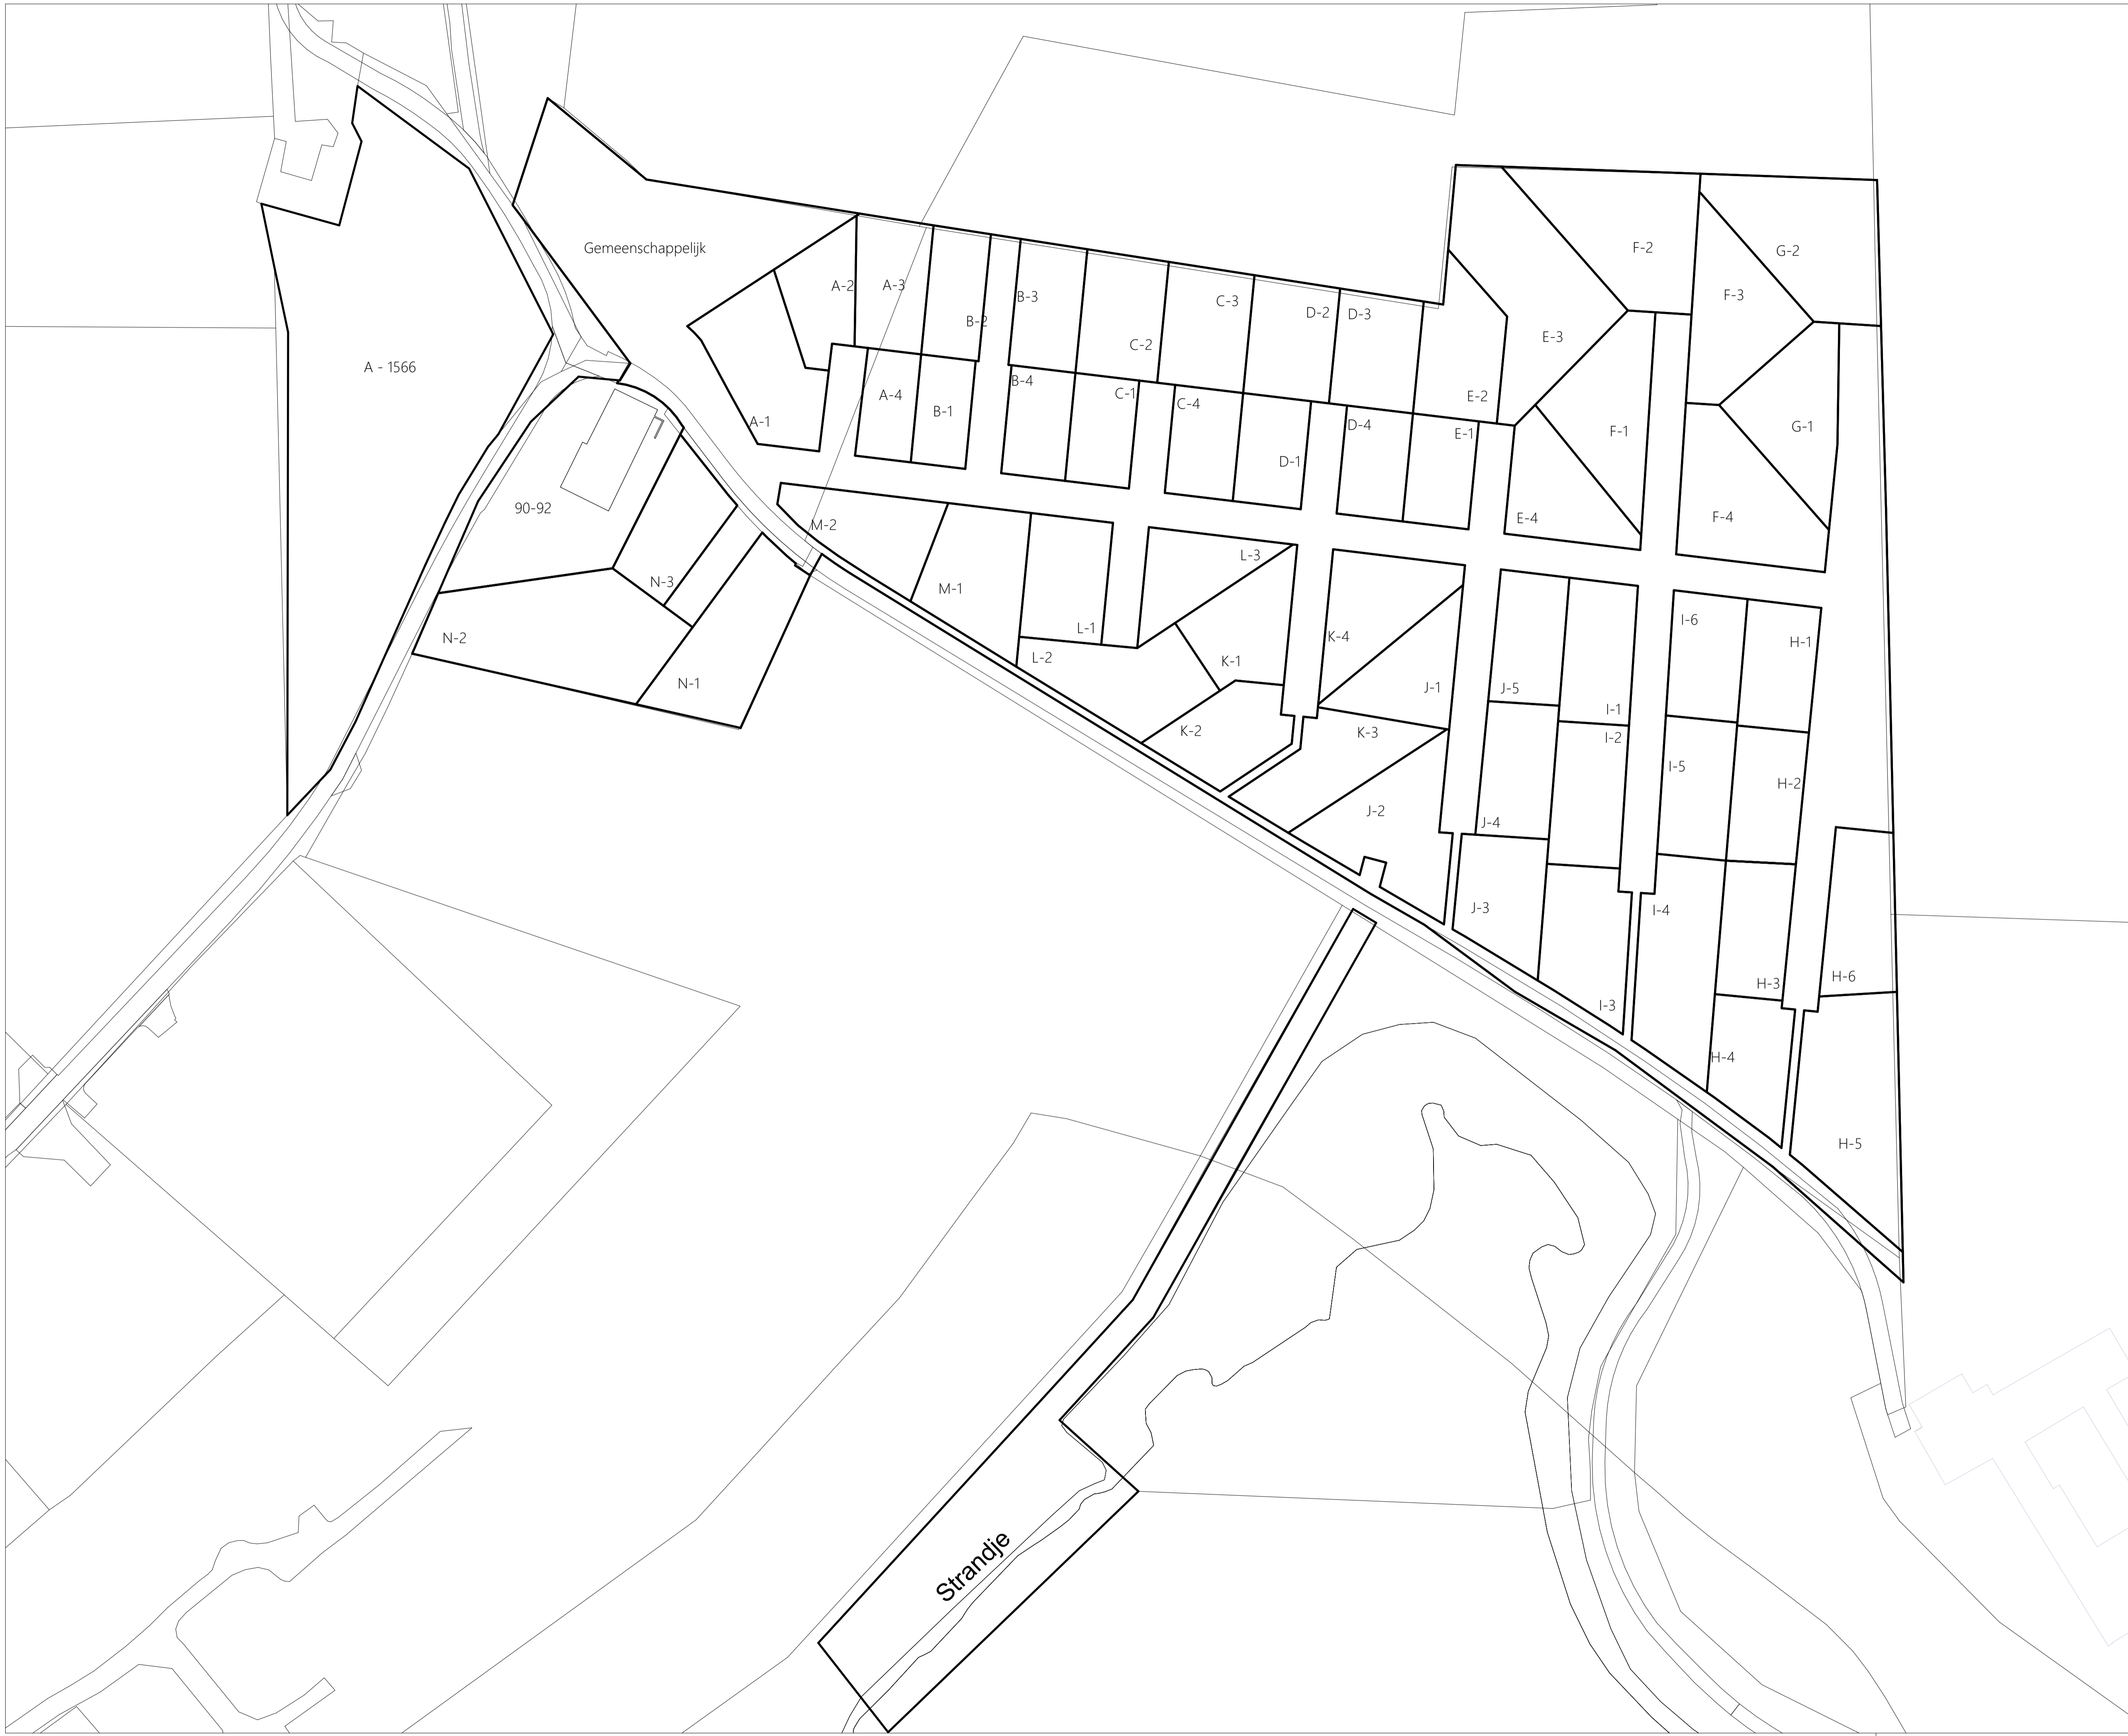 Gemeenschappelijk
F-2
G-2
A-2
A-3
B-3
C-3
F-3
D-2
D-3
B-2
E-3
C-2
A - 1566
B-4
C-1
A-4
E-2
C-4
B-1
A-1
D-4
G-1
F-1
E-1
D-1
90-92
F-4
E-4
M-2
L-3
N-3
M-1
I-6
L-1
K-4
N-2
H-1
L-2
K-1
N-1
J-1
J-5
I-1
K-2
K-3
I-2
I-5
H-2
J-2
J-4
J-3
I-4
H-6
H-3
I-3
H-4
H-5
Strandje